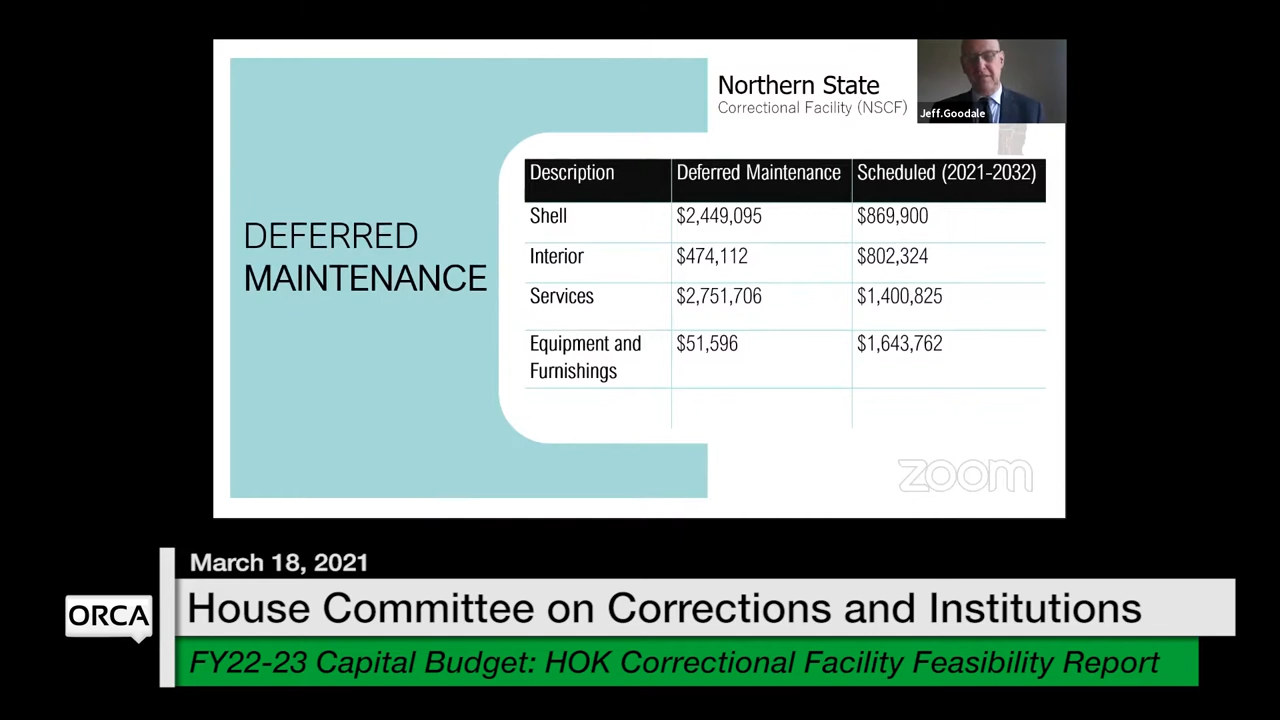 Northern State
Correctional Facility (NSCF)
Jeff.Goodale
DEFERRED
MAINTENANCE
Description Deferred Maintenance Scheduled (2021-2032)
Shell $2,449,095 $869,900
Interior $474,112 $802,324
Services $2,751,706 $1,400,825
Equipment and $51,596 $1,643,762
Furnishings
zoom
March 18, 2021
ORCA
House Committee on Corrections and Institutions
FY22-23 Capital Budget: HOK Correctional Facility Feasibility Report